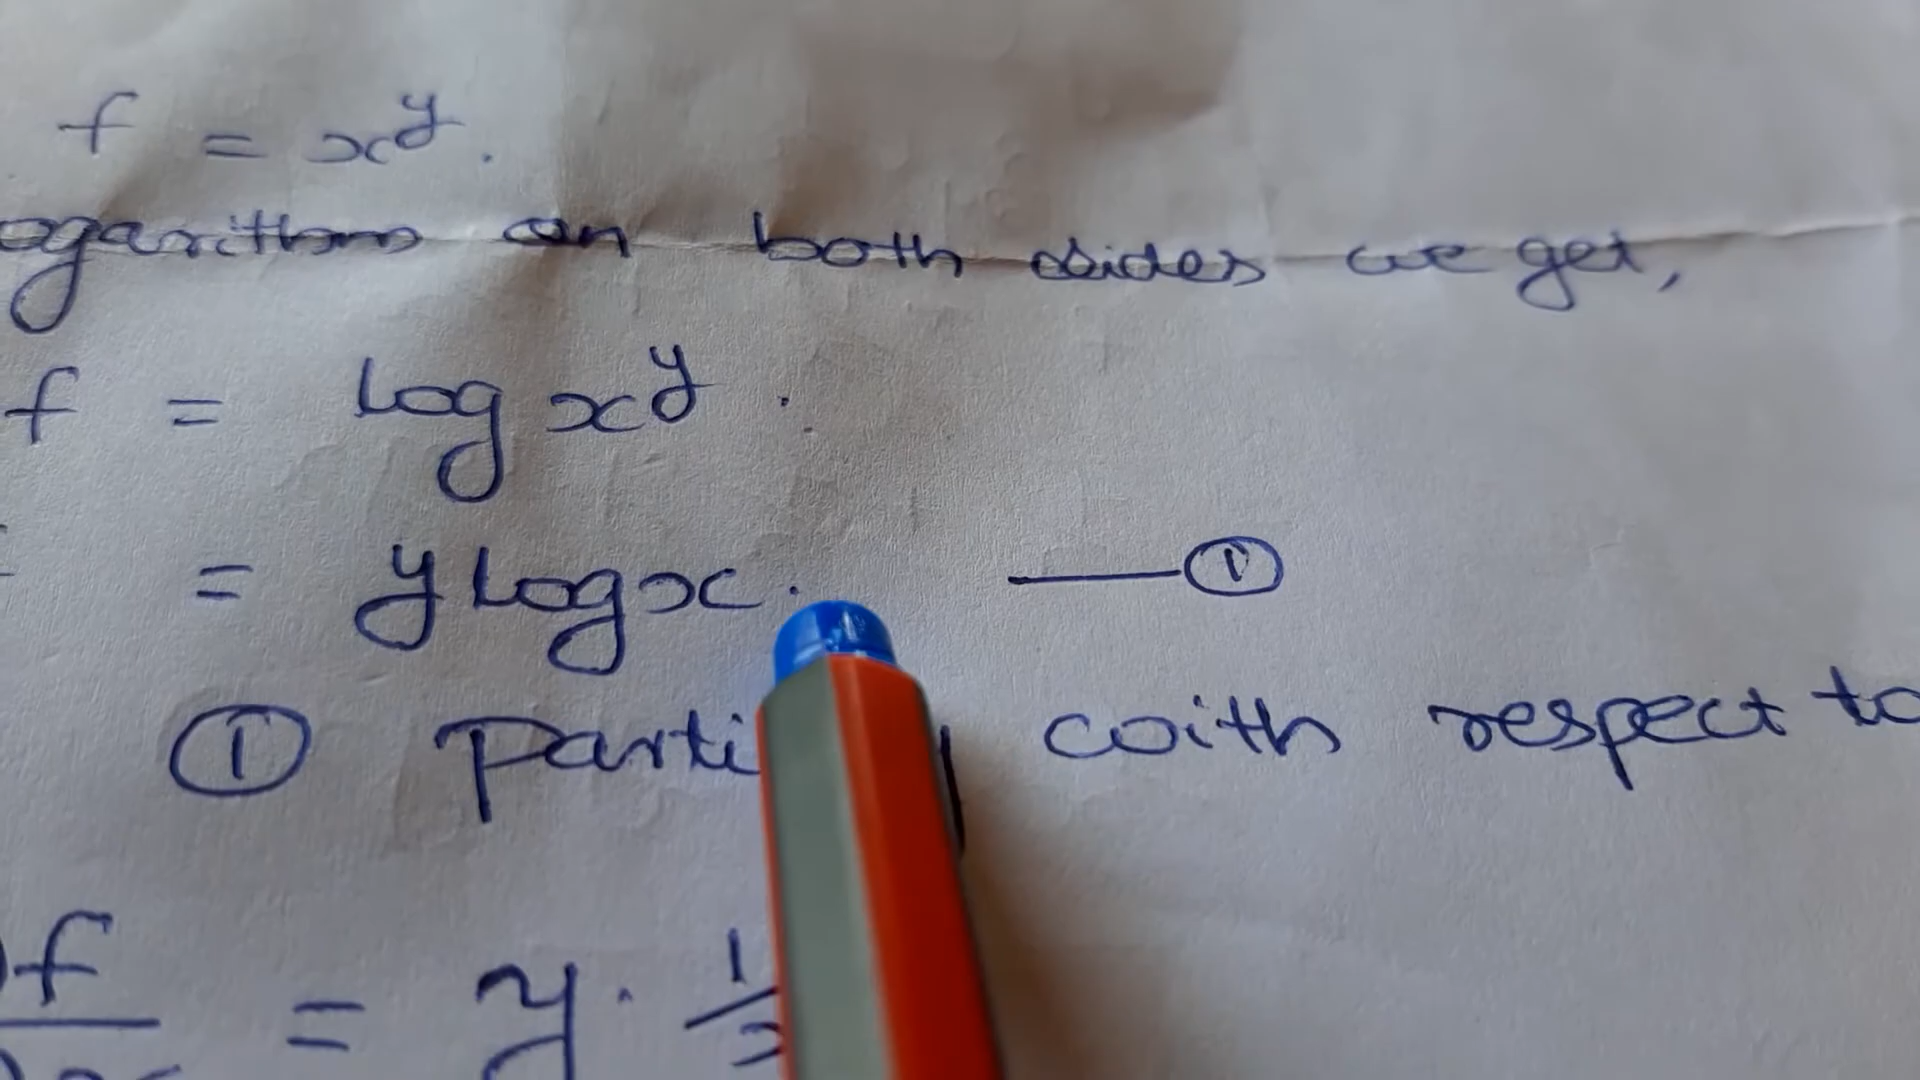 f = x^y.
ogarithms on both sides we get,
f = log x^y.
= y log x. —— ①
① Parti y with respect to
∂f = y. 1